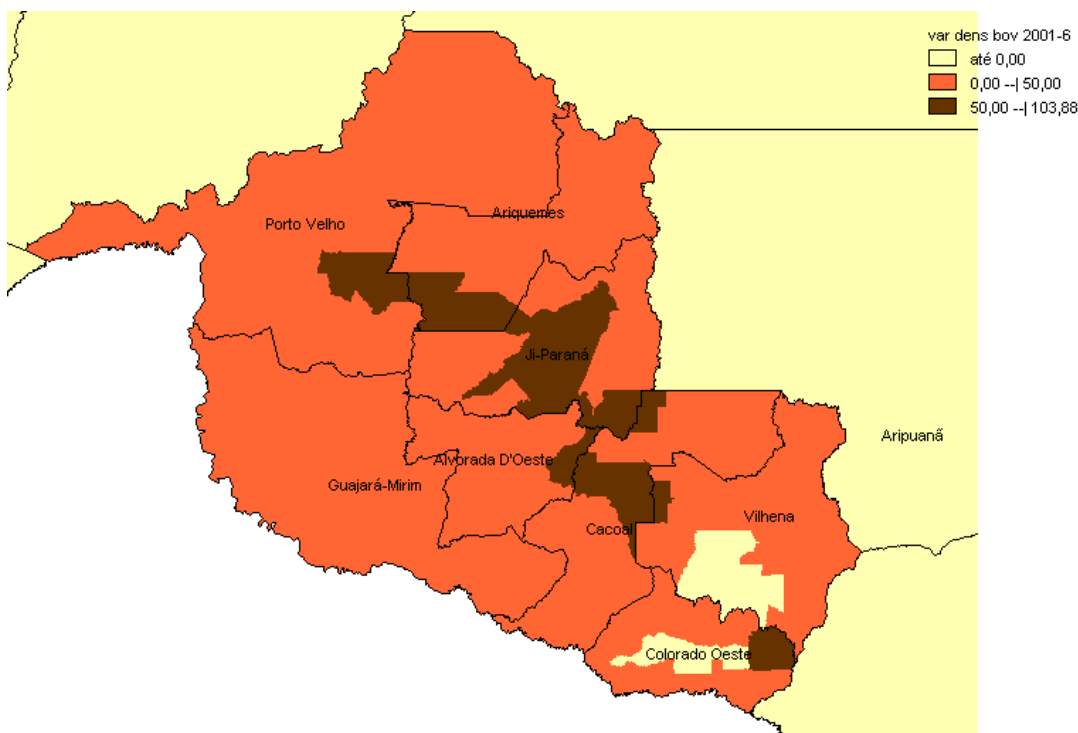 var dens bov 2001-6
até 0,00
0,00 --| 50,00
50,00 --| 103,88
Ariquemes
Porto Velho
Ji-Paraná
Aripuanã
Alvorada D'Oeste
Guajará-Mirim
Vilhena
Cacoal
Colorado Oeste